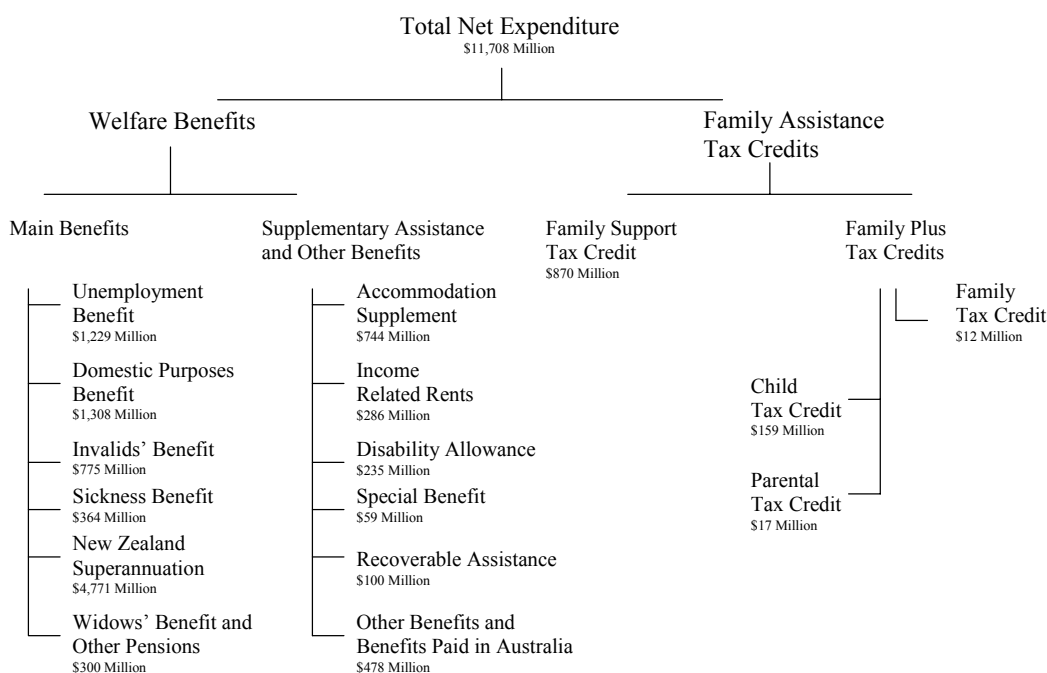 Total Net Expenditure
$11,708 Million
Welfare Benefits
Family Assistance
Tax Credits
Main Benefits
Supplementary Assistance
and Other Benefits
Family Support
Tax Credit
$870 Million
Family Plus
Tax Credits
Unemployment
Benefit
$1,229 Million
Domestic Purposes
Benefit
$1,308 Million
Invalids’ Benefit
$775 Million
Sickness Benefit
$364 Million
New Zealand
Superannuation
$4,771 Million
Widows’ Benefit and
Other Pensions
$300 Million
Accommodation
Supplement
$744 Million
Income
Related Rents
$286 Million
Disability Allowance
$235 Million
Special Benefit
$59 Million
Recoverable Assistance
$100 Million
Other Benefits and
Benefits Paid in Australia
$478 Million
Family
Tax Credit
$12 Million
Child
Tax Credit
$159 Million
Parental
Tax Credit
$17 Million